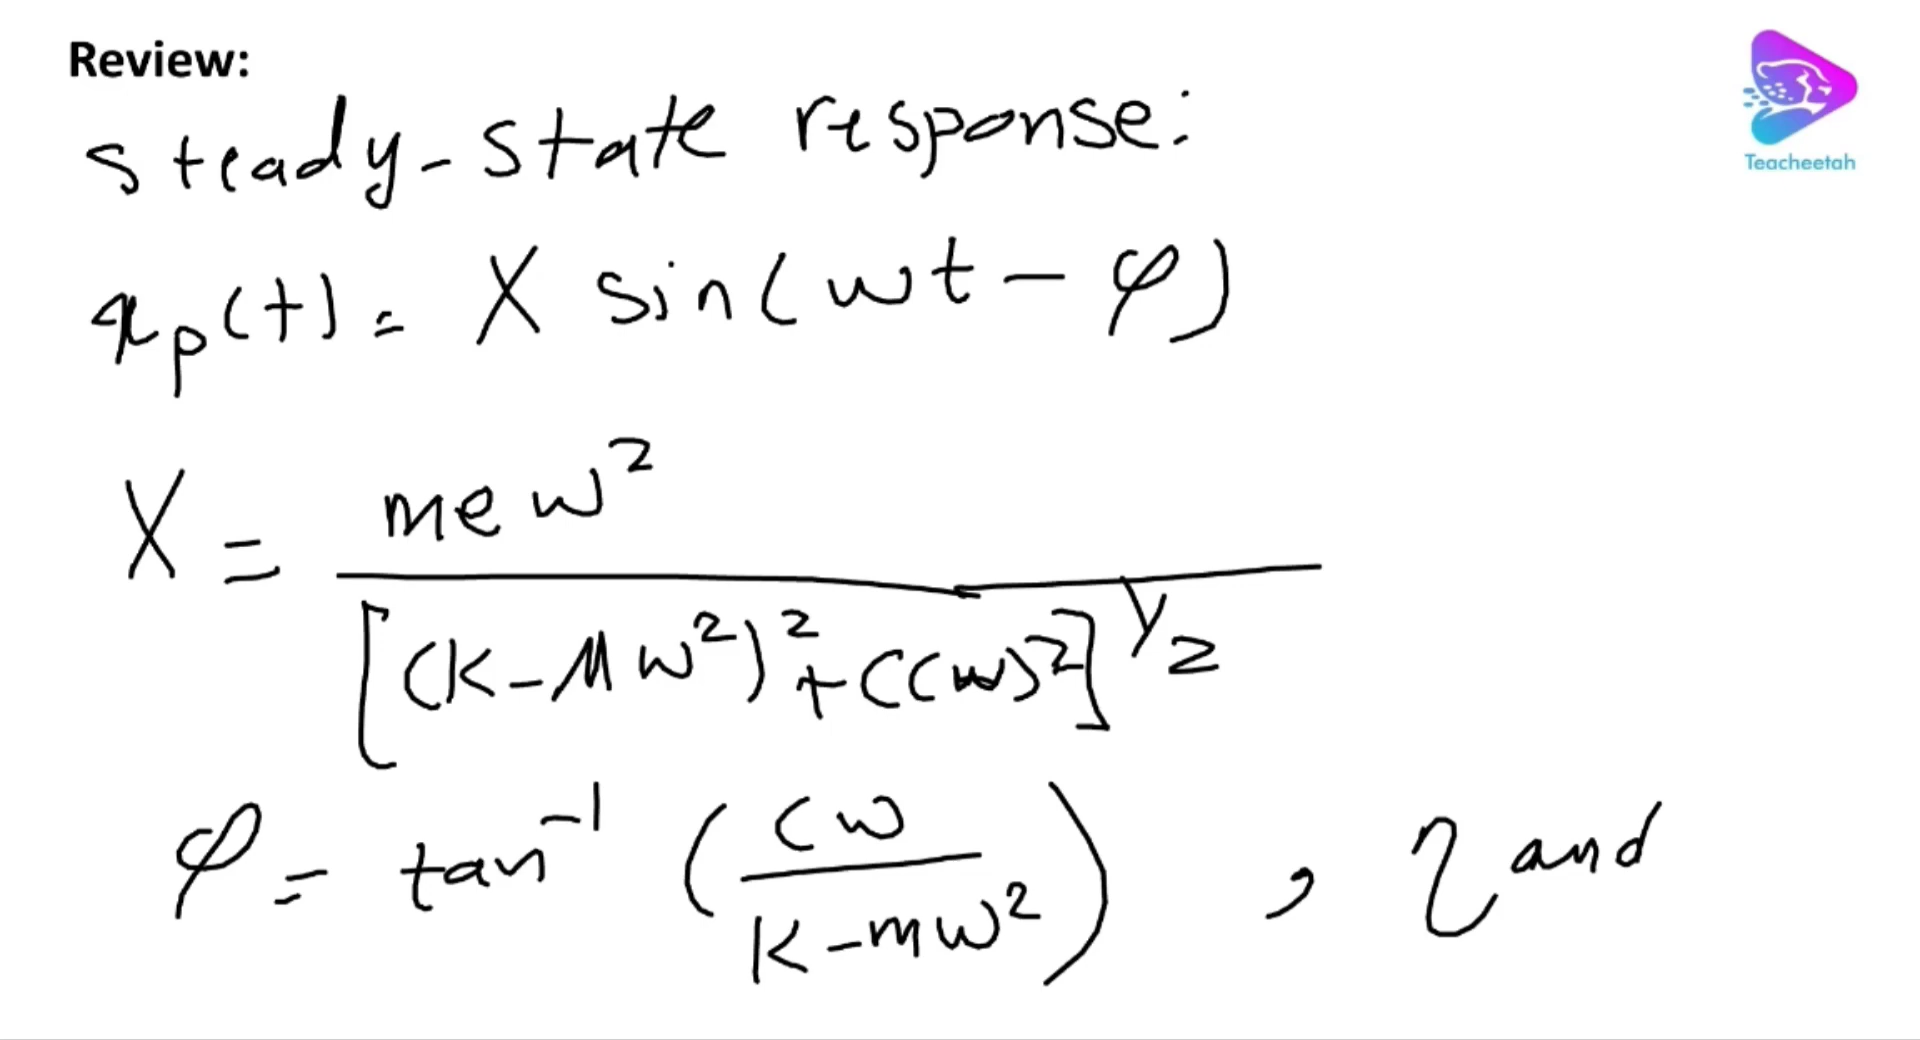 Review:
Teacheetah
steady-state response:
x_p(t) = X sin(ωt - φ)
X = meω² / [(K-Mω²)² + (cω)²]^1/2
φ = tan⁻¹ (cω / K-mω²) , η and